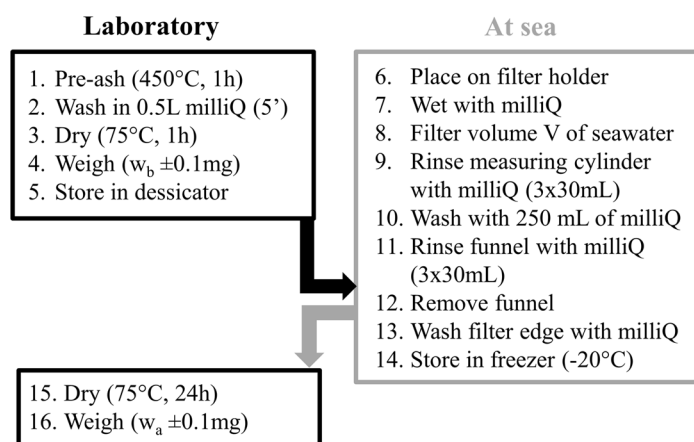 Laboratory
1. Pre-ash (450°C, 1h)
2. Wash in 0.5L milliQ (5’)
3. Dry (75°C, 1h)
4. Weigh (wb ±0.1mg)
5. Store in dessicator
At sea
6. Place on filter holder
7. Wet with milliQ
8. Filter volume V of seawater
9. Rinse measuring cylinder
with milliQ (3x30mL)
10. Wash with 250 mL of milliQ
11. Rinse funnel with milliQ
(3x30mL)
12. Remove funnel
13. Wash filter edge with milliQ
14. Store in freezer (-20°C)
15. Dry (75°C, 24h)
16. Weigh (wa ±0.1mg)